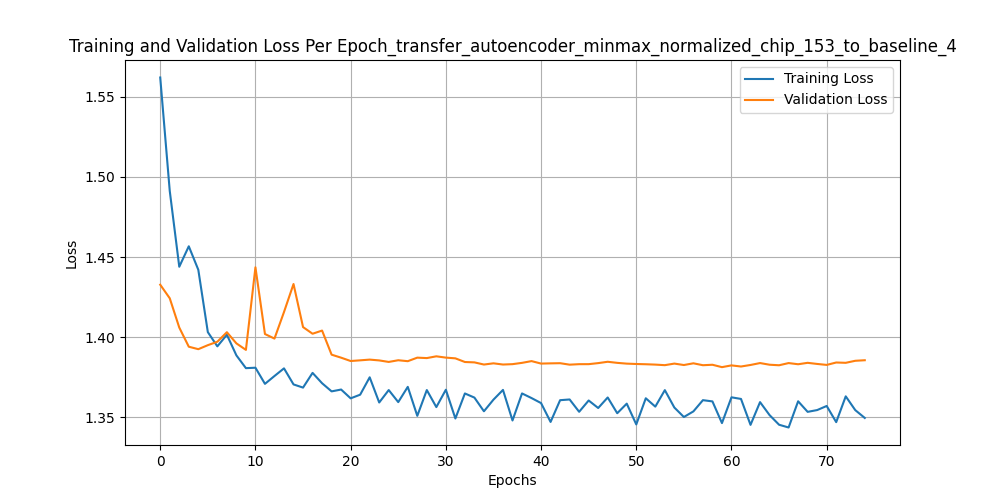 Training and Validation Loss Per Epoch_transfer_autoencoder_minmax_normalized_chip_153_to_baseline_4
Training Loss
Validation Loss
Loss
1.55
1.50
1.45
1.40
1.35
0 10 20 30 40 50 60 70
Epochs